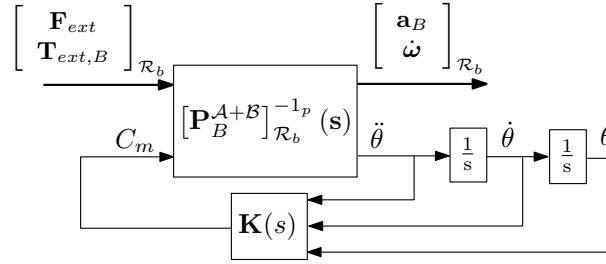 [ F_ext T_ext,B ]_{R_b}
[ a_B ω̇ ]_{R_b}
[P_B^{A+B}]_{R_b}^{-1_p} (s)
C_m
θ̈
1/s
θ̇
1/s
θ
K(s)